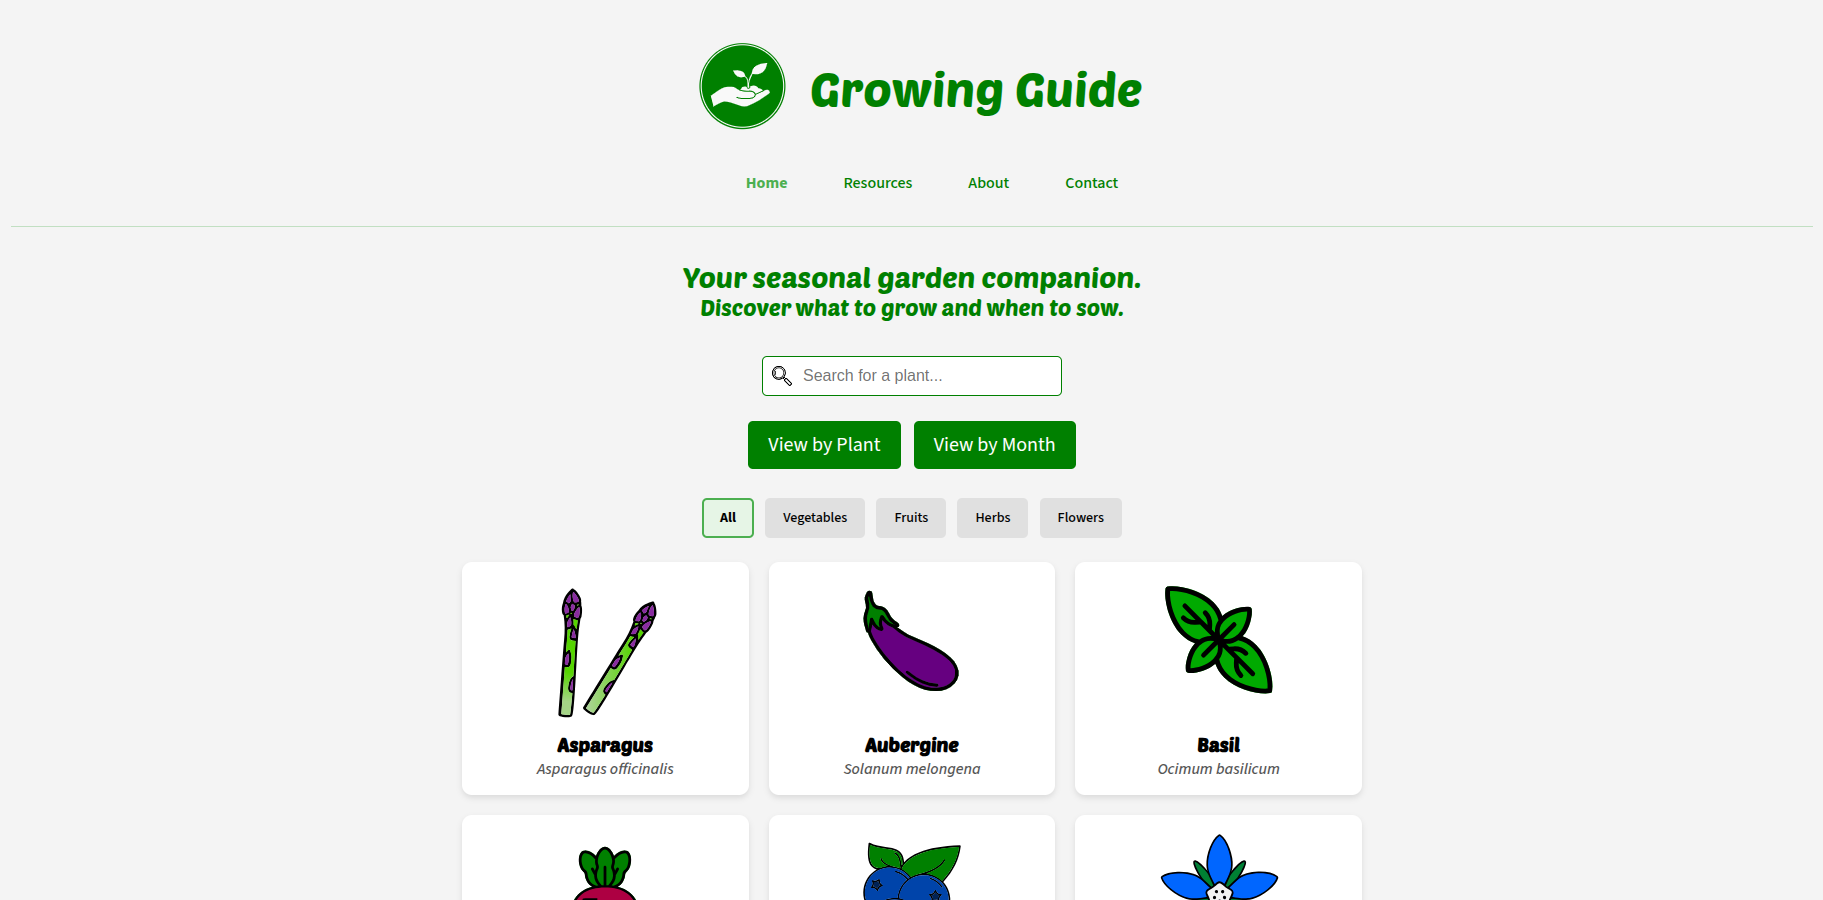 Growing Guide
Home Resources About Contact
Your seasonal garden companion.
Discover what to grow and when to sow.
Search for a plant...
View by Plant View by Month
All Vegetables Fruits Herbs Flowers
Asparagus Aubergine Basil
Asparagus officinalis Solanum melongena Ocimum basilicum